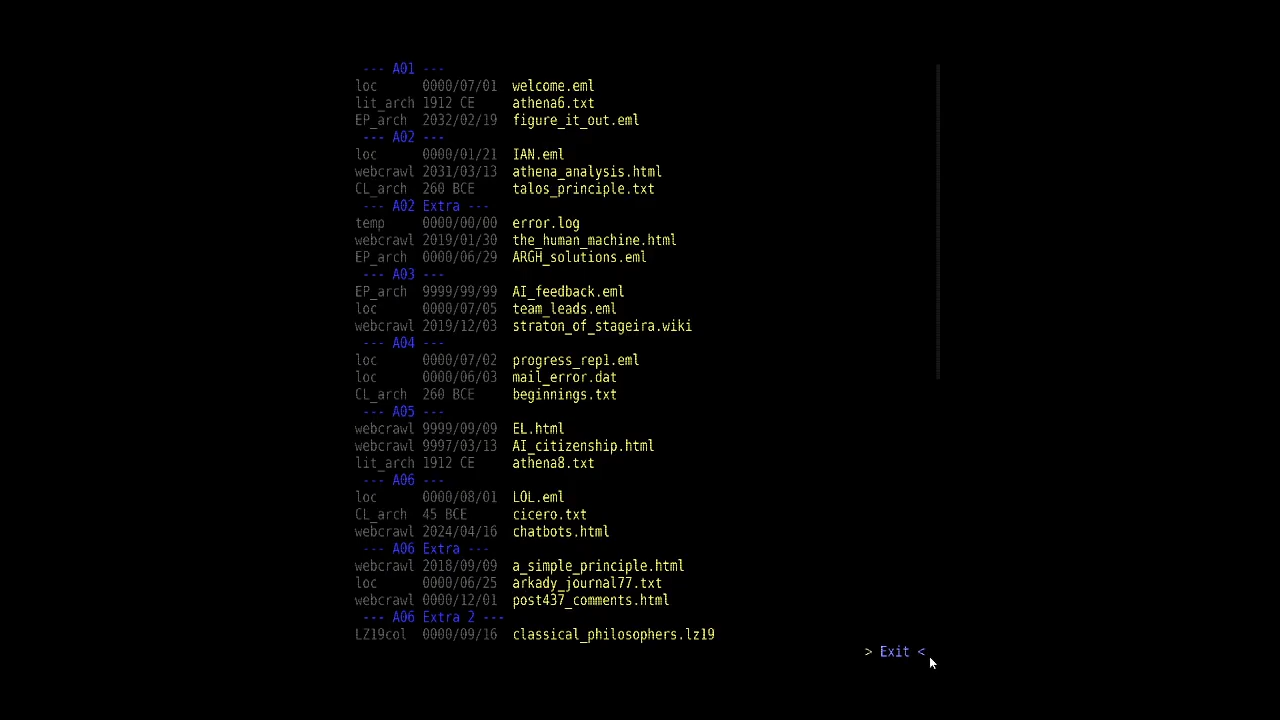 --- A01 ---
loc 0000/07/01 welcome.eml
lit_arch 1912 CE athena6.txt
EP_arch 2032/02/19 figure_it_out.eml
--- A02 ---
loc 0000/01/21 IAN.eml
webcrawl 2031/03/13 athena_analysis.html
CL_arch 260 BCE talos_principle.txt
--- A02 Extra ---
temp 0000/00/00 error.log
webcrawl 2019/01/30 the_human_machine.html
EP_arch 0000/06/29 ARGH_solutions.eml
--- A03 ---
EP_arch 9999/99/99 AI_feedback.eml
loc 0000/07/05 team_leads.eml
webcrawl 2019/12/03 straton_of_stageira.wiki
--- A04 ---
loc 0000/07/02 progress_rep1.eml
loc 0000/06/03 mail_error.dat
CL_arch 260 BCE beginnings.txt
--- A05 ---
webcrawl 9999/09/09 EL.html
webcrawl 9997/03/13 AI_citizenship.html
lit_arch 1912 CE athena8.txt
--- A06 ---
loc 0000/08/01 LOL.eml
CL_arch 45 BCE cicero.txt
webcrawl 2024/04/16 chatbots.html
--- A06 Extra ---
webcrawl 2018/09/09 a_simple_principle.html
loc 0000/06/25 arkady_journal77.txt
webcrawl 0000/12/01 post437_comments.html
--- A06 Extra 2 ---
LZ19col 0000/09/16 classical_philosophers.lz19
> Exit <